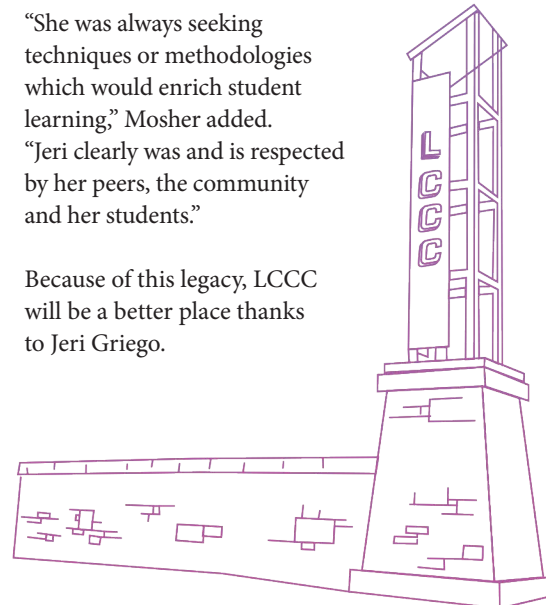 “She was always seeking
techniques or methodologies
which would enrich student
learning,” Mosher added.
“Jeri clearly was and is respected
by her peers, the community
and her students.”
Because of this legacy, LCCC
will be a better place thanks
to Jeri Griego.
LCCC